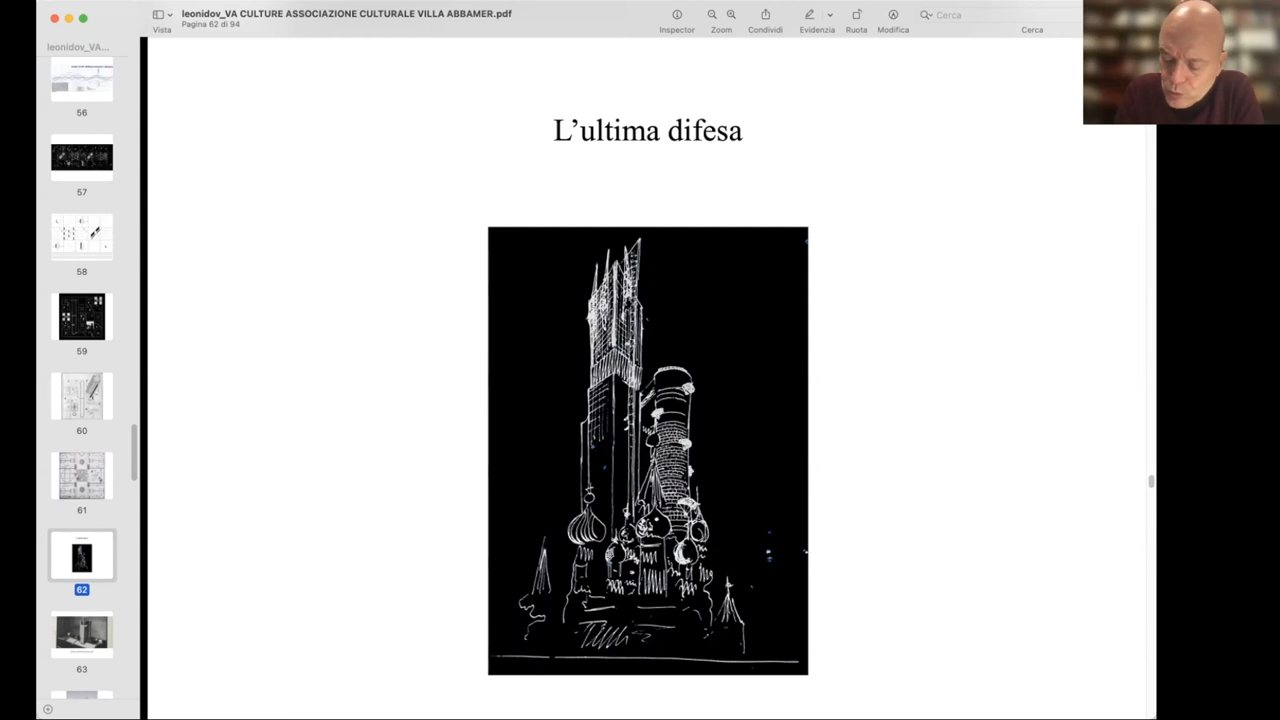 leonidov_VA CULTURE ASSOCIAZIONE CULTURALE VILLA ABBAMER.pdf
Pagina 62 di 94
Vista
Inspector
Zoom
Condividi
Evidenzia
Ruota
Modifica
Cerca
Cerca
leonidov_VA...
56
57
58
59
60
61
62
63
L’ultima difesa